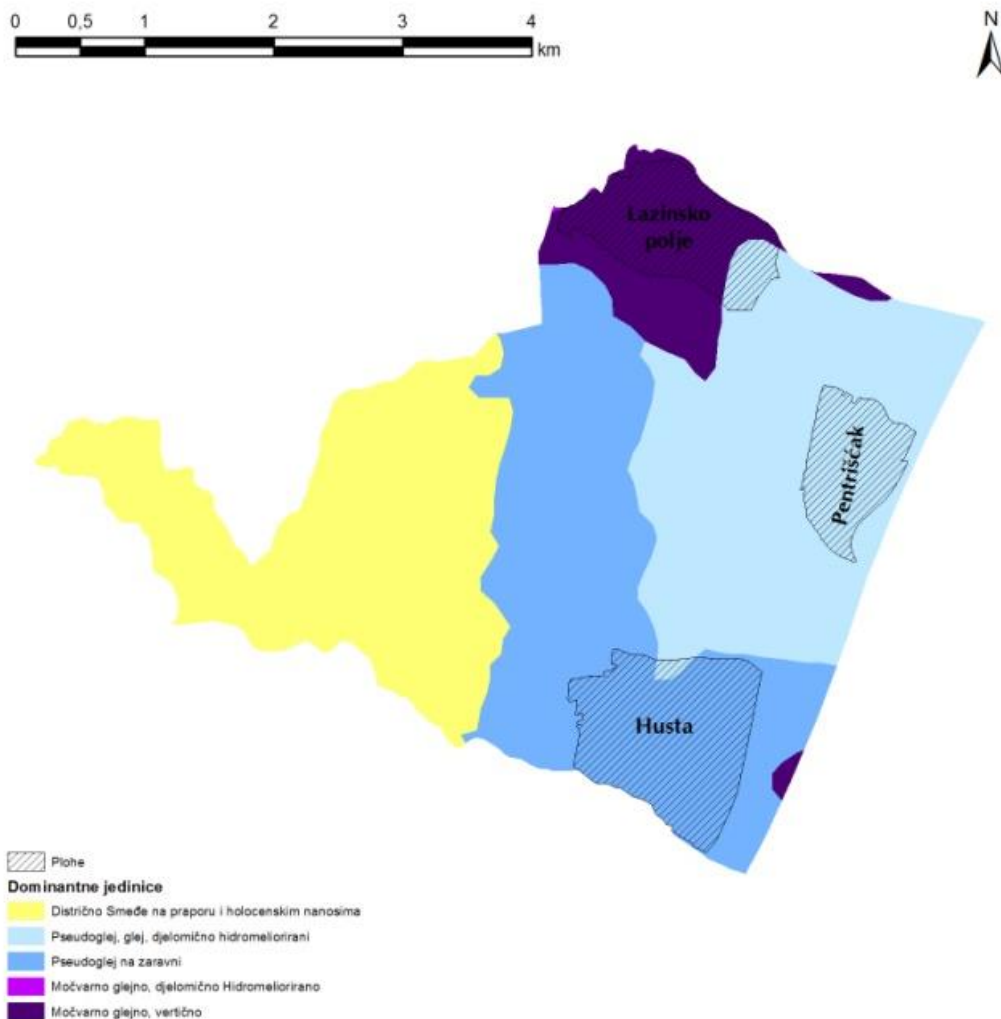 0 0,5 1 2 3 4
km
N
Lazinsko
polje
Pentrišćak
Husta
Plohe
Dominantne jedinice
Distrično Smeđe na praporu i holocenskim nanosima
Pseudoglej, glej, djelomično hidromeliorirani
Pseudoglej na zaravni
Močvarno glejno, djelomično Hidromeliorirano
Močvarno glejno, vertično